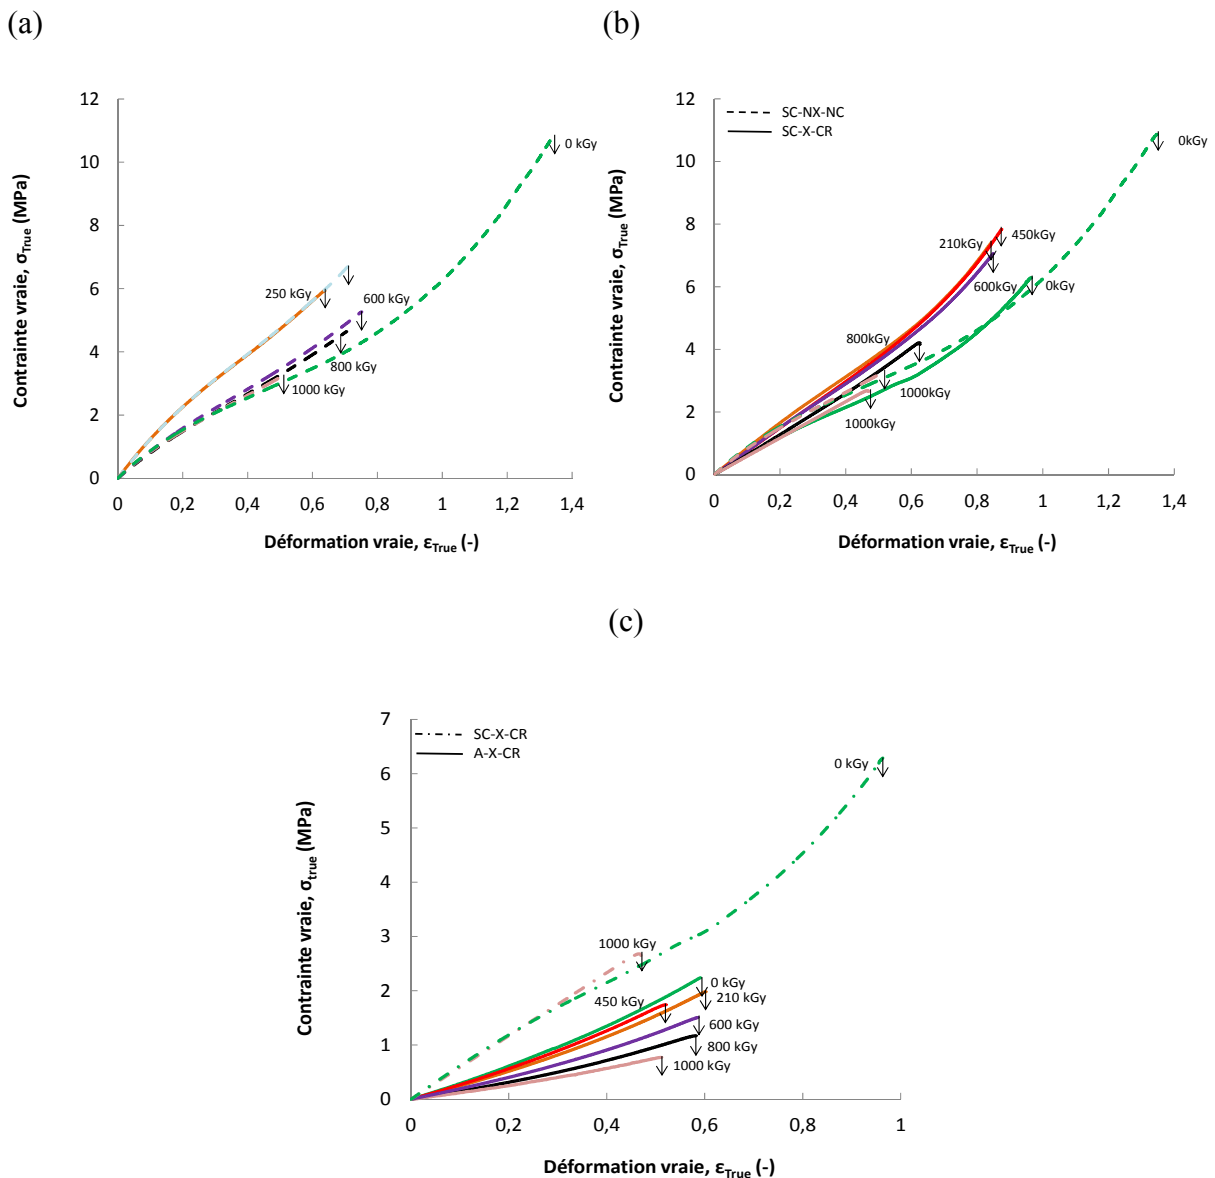 (a)
12
10
8
6
4
2
0
0
0,2
0,4
0,6
0,8
1
1,2
1,4
Contrainte vraie, σTrue (MPa)
Déformation vraie, εTrue (-)
0 kGy
250 kGy
600 kGy
800 kGy
1000 kGy
(b)
12
10
8
6
4
2
0
0
0,2
0,4
0,6
0,8
1
1,2
1,4
Contrainte vraie, σTrue (MPa)
Déformation vraie, εTrue (-)
SC-NX-NC
SC-X-CR
0kGy
210kGy
450kGy
600kGy
0kGy
800kGy
1000kGy
1000kGy
(c)
7
6
5
4
3
2
1
0
0
0,2
0,4
0,6
0,8
1
Contrainte vraie, σtrue (MPa)
Déformation vraie, εTrue (-)
SC-X-CR
A-X-CR
0 kGy
1000 kGy
0 kGy
450 kGy
210 kGy
600 kGy
800 kGy
1000 kGy